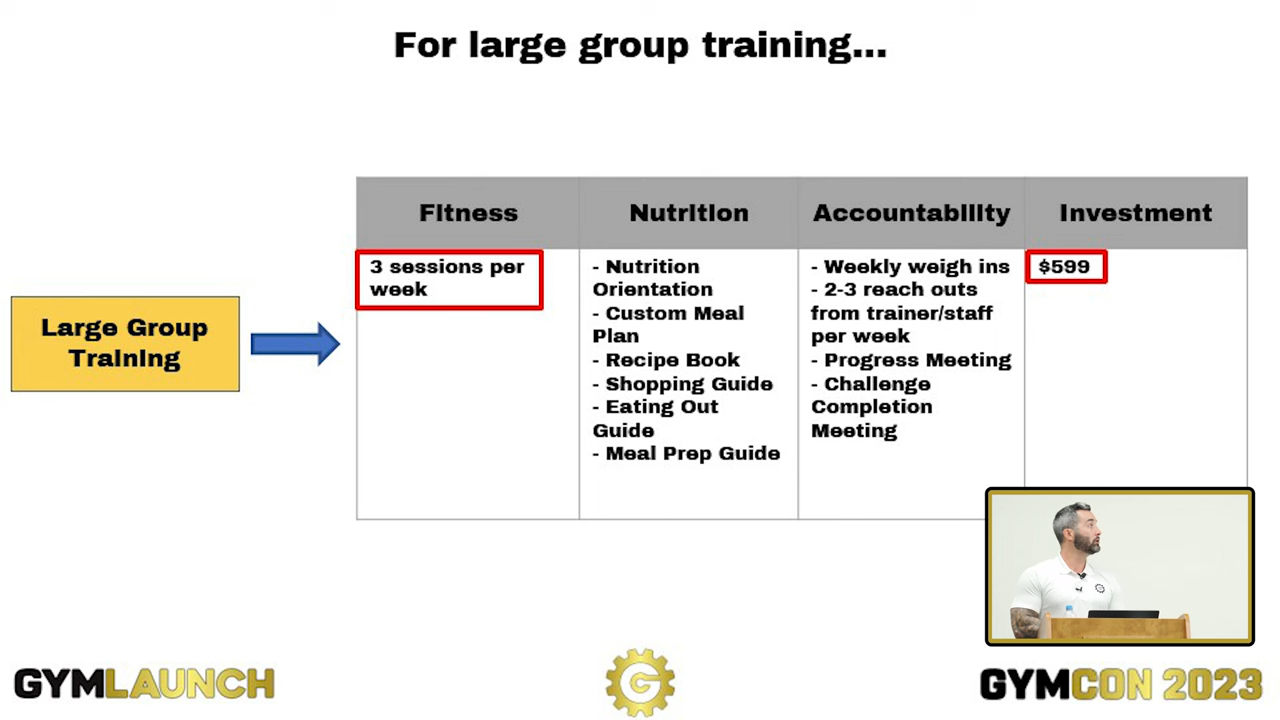 For large group training...
Fitness
Nutrition
Accountability
Investment
Large Group
Training
3 sessions per
week
- Nutrition
Orientation
- Custom Meal
Plan
- Recipe Book
- Shopping Guide
- Eating Out
Guide
- Meal Prep Guide
- Weekly weigh ins
- 2-3 reach outs
from trainer/staff
per week
- Progress Meeting
- Challenge
Completion
Meeting
$599
GYMLAUNCH
G
GYMCON 2023